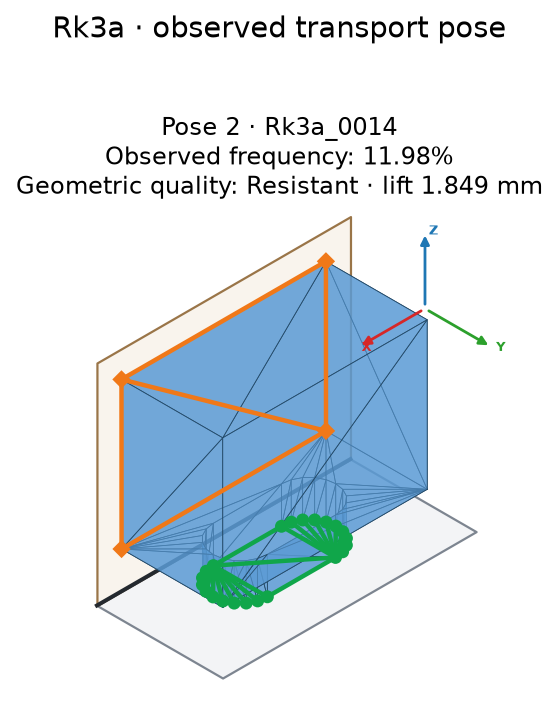 Rk3a · observed transport pose
Pose 2 · Rk3a_0014
Observed frequency: 11.98%
Geometric quality: Resistant · lift 1.849 mm
Z
X
Y